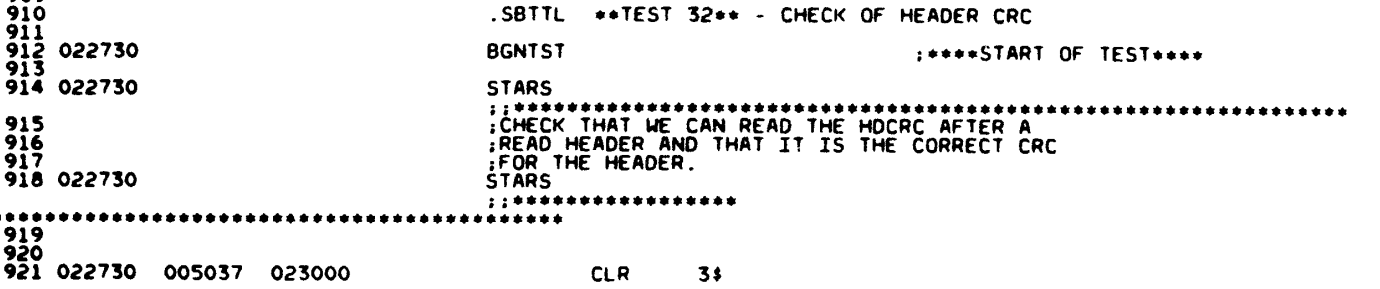 910 .SBTTL **TEST 32** - CHECK OF HEADER CRC
911
912 022730 BGNTST ;****START OF TEST****
913
914 022730 STARS
;;***************************************************************
915 ;CHECK THAT WE CAN READ THE HDCRC AFTER A
916 ;READ HEADER AND THAT IT IS THE CORRECT CRC
917 ;FOR THE HEADER.
918 022730 STARS
;;*****************
*******************************************
919
920
921 022730 005037 023000 CLR 3$